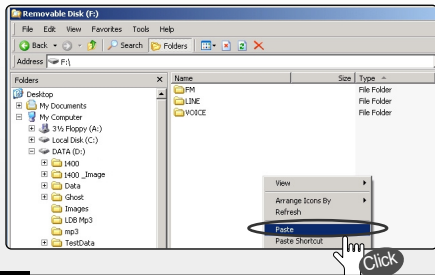 Removable Disk (F:)
File Edit View Favorites Tools Help
Back Search Folders
Address F:\
Folders X Name Size Type
Desktop
My Documents
My Computer
3½ Floppy (A:)
Local Disk (C:)
DATA (D:)
1400
1400 _Image
Data
Ghost
Images
LDB Mp3
mp3
TestData
FM File Folder
LINE File Folder
VOICE File Folder
View
Arrange Icons By
Refresh
Paste
Paste Shortcut
Click